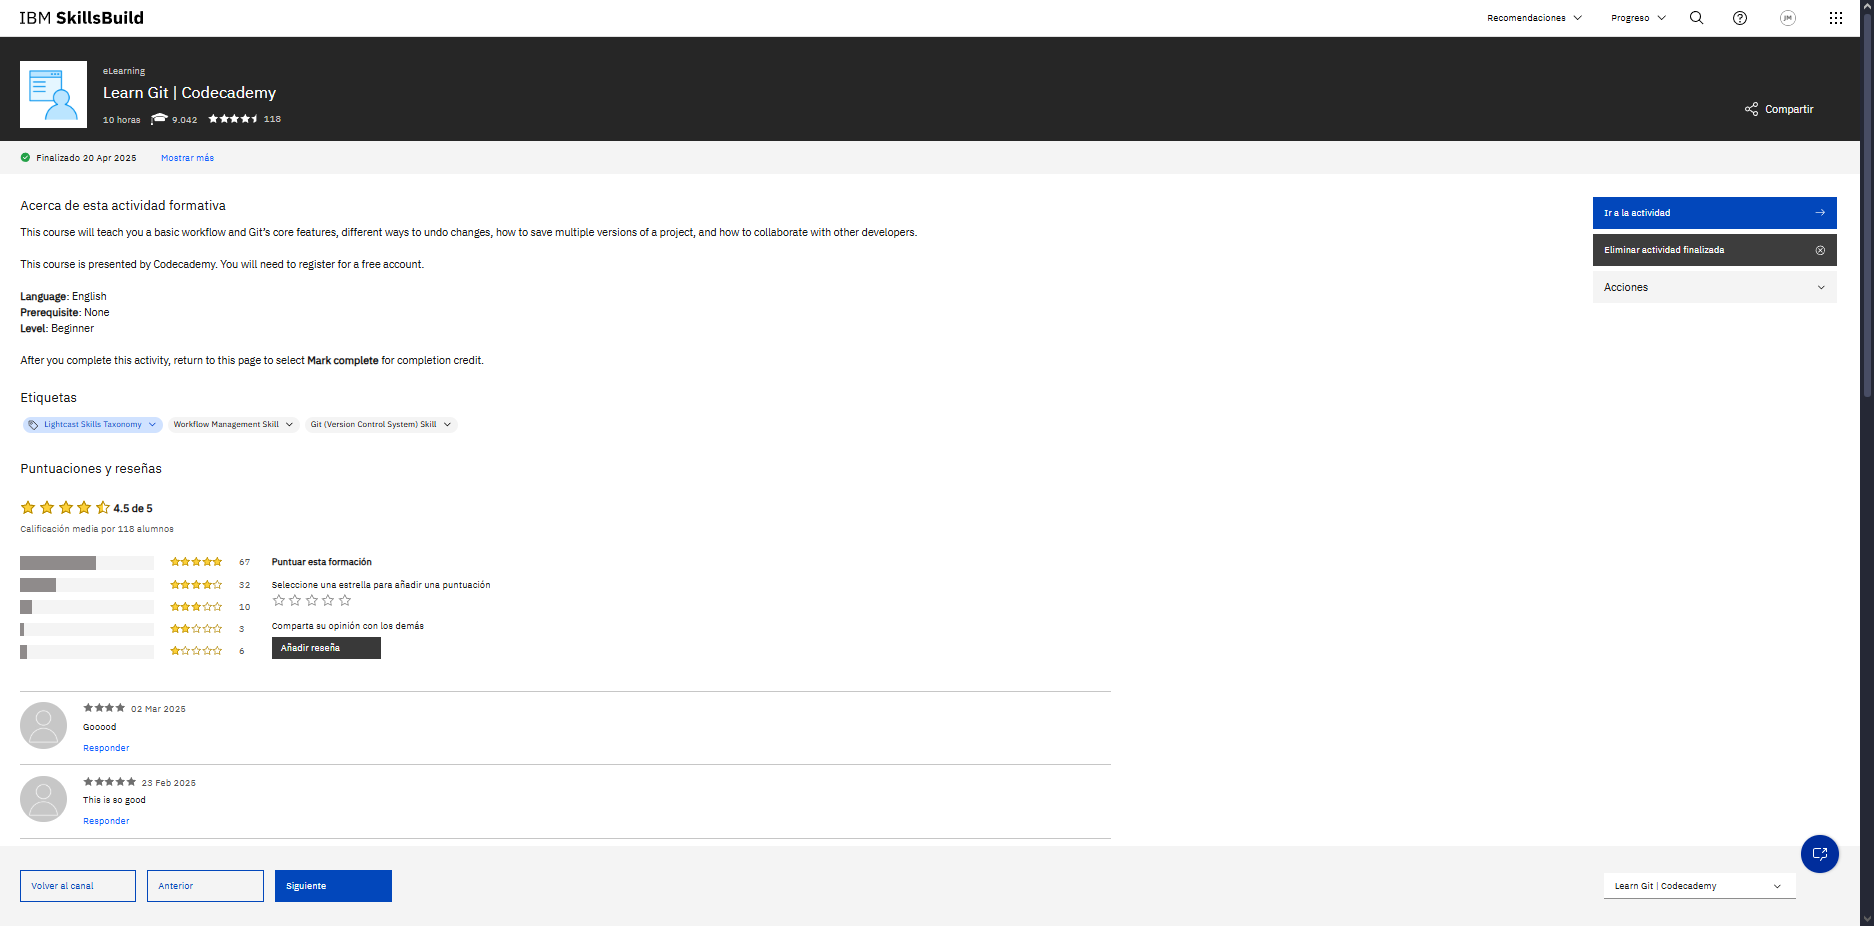 IBM SkillsBuild
Recomendaciones
Progreso
JM
eLearning
Learn Git | Codecademy
10 horas 9.042 118
Compartir
Finalizado 20 Apr 2025 Mostrar más
Acerca de esta actividad formativa
This course will teach you a basic workflow and Git's core features, different ways to undo changes, how to save multiple versions of a project, and how to collaborate with other developers.
This course is presented by Codecademy. You will need to register for a free account.
Language: English
Prerequisite: None
Level: Beginner
After you complete this activity, return to this page to select Mark complete for completion credit.
Ir a la actividad
Eliminar actividad finalizada
Acciones
Etiquetas
Lightcast Skills Taxonomy Workflow Management Skill Git (Version Control System) Skill
Puntuaciones y reseñas
4.5 de 5
Calificación media por 118 alumnos
67
32
10
3
6
Puntuar esta formación
Seleccione una estrella para añadir una puntuación
Comparta su opinión con los demás
Añadir reseña
02 Mar 2025
Gooood
Responder
23 Feb 2025
This is so good
Responder
Volver al canal
Anterior
Siguiente
Learn Git | Codecademy